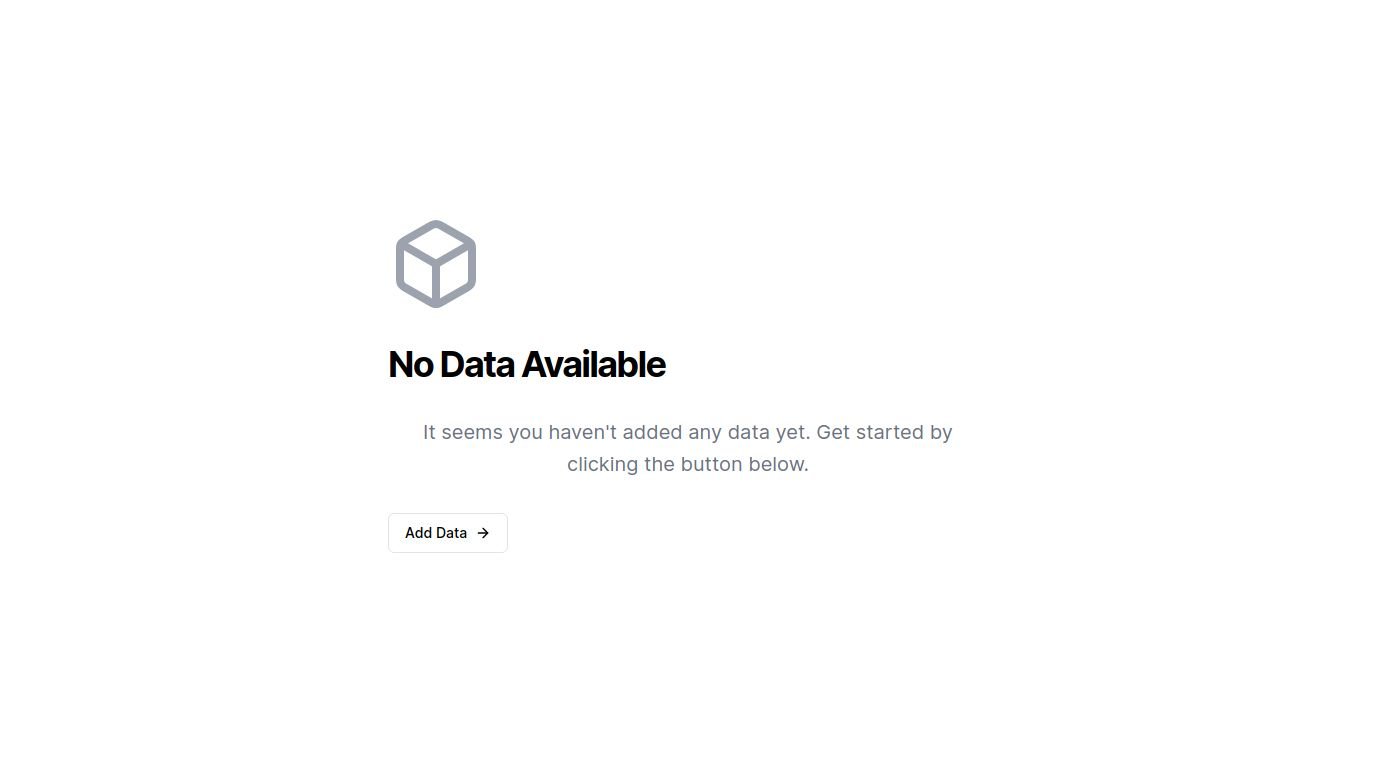 No Data Available
It seems you haven't added any data yet. Get started by
clicking the button below.
Add Data